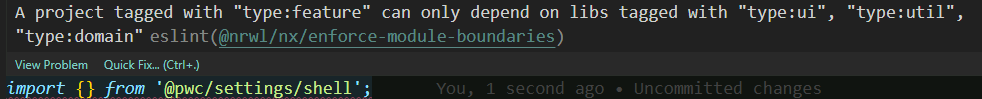 A project tagged with "type:feature" can only depend on libs tagged with "type:ui", "type:util",
"type:domain" eslint(@nrwl/nx/enforce-module-boundaries)
View Problem Quick Fix... (Ctrl+.)
import {} from '@pwc/settings/shell'; You, 1 second ago • Uncommitted changes